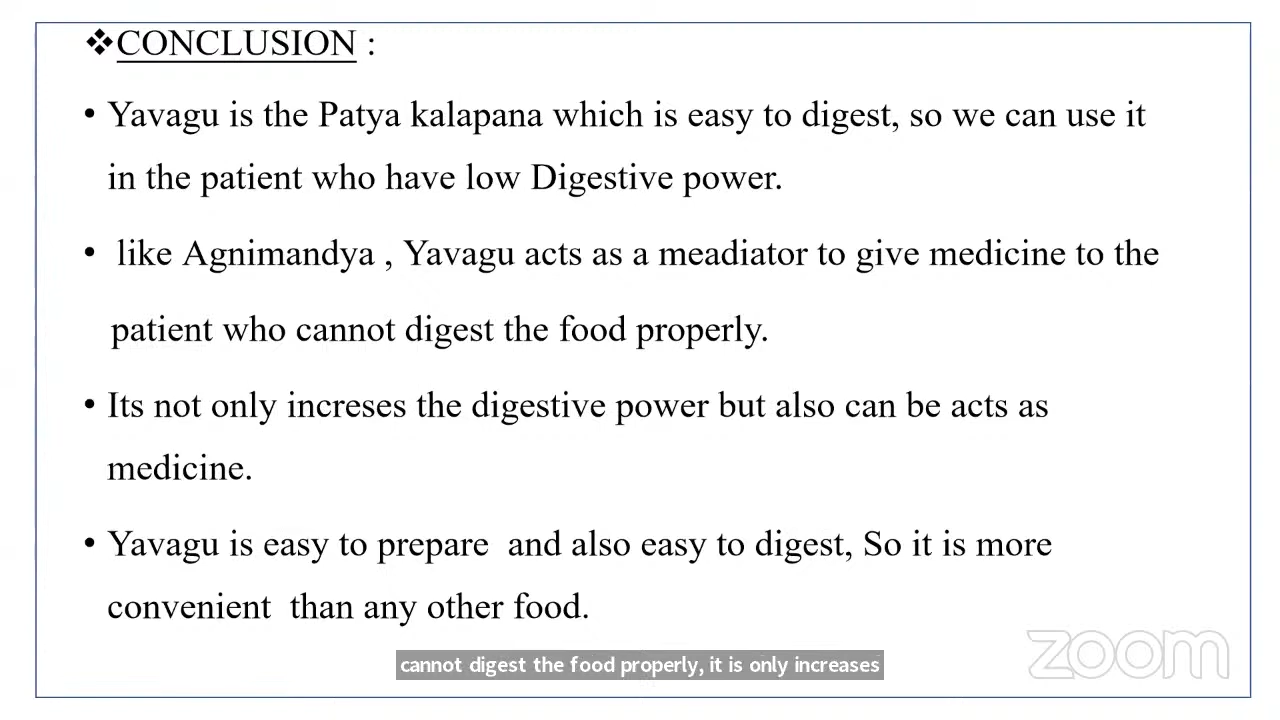 ❖CONCLUSION :
• Yavagu is the Patya kalapana which is easy to digest, so we can use it
in the patient who have low Digestive power.
• like Agnimandya , Yavagu acts as a meadiator to give medicine to the
patient who cannot digest the food properly.
• Its not only increses the digestive power but also can be acts as
medicine.
• Yavagu is easy to prepare and also easy to digest, So it is more
convenient than any other food.
zoom
cannot digest the food properly, it is only increases